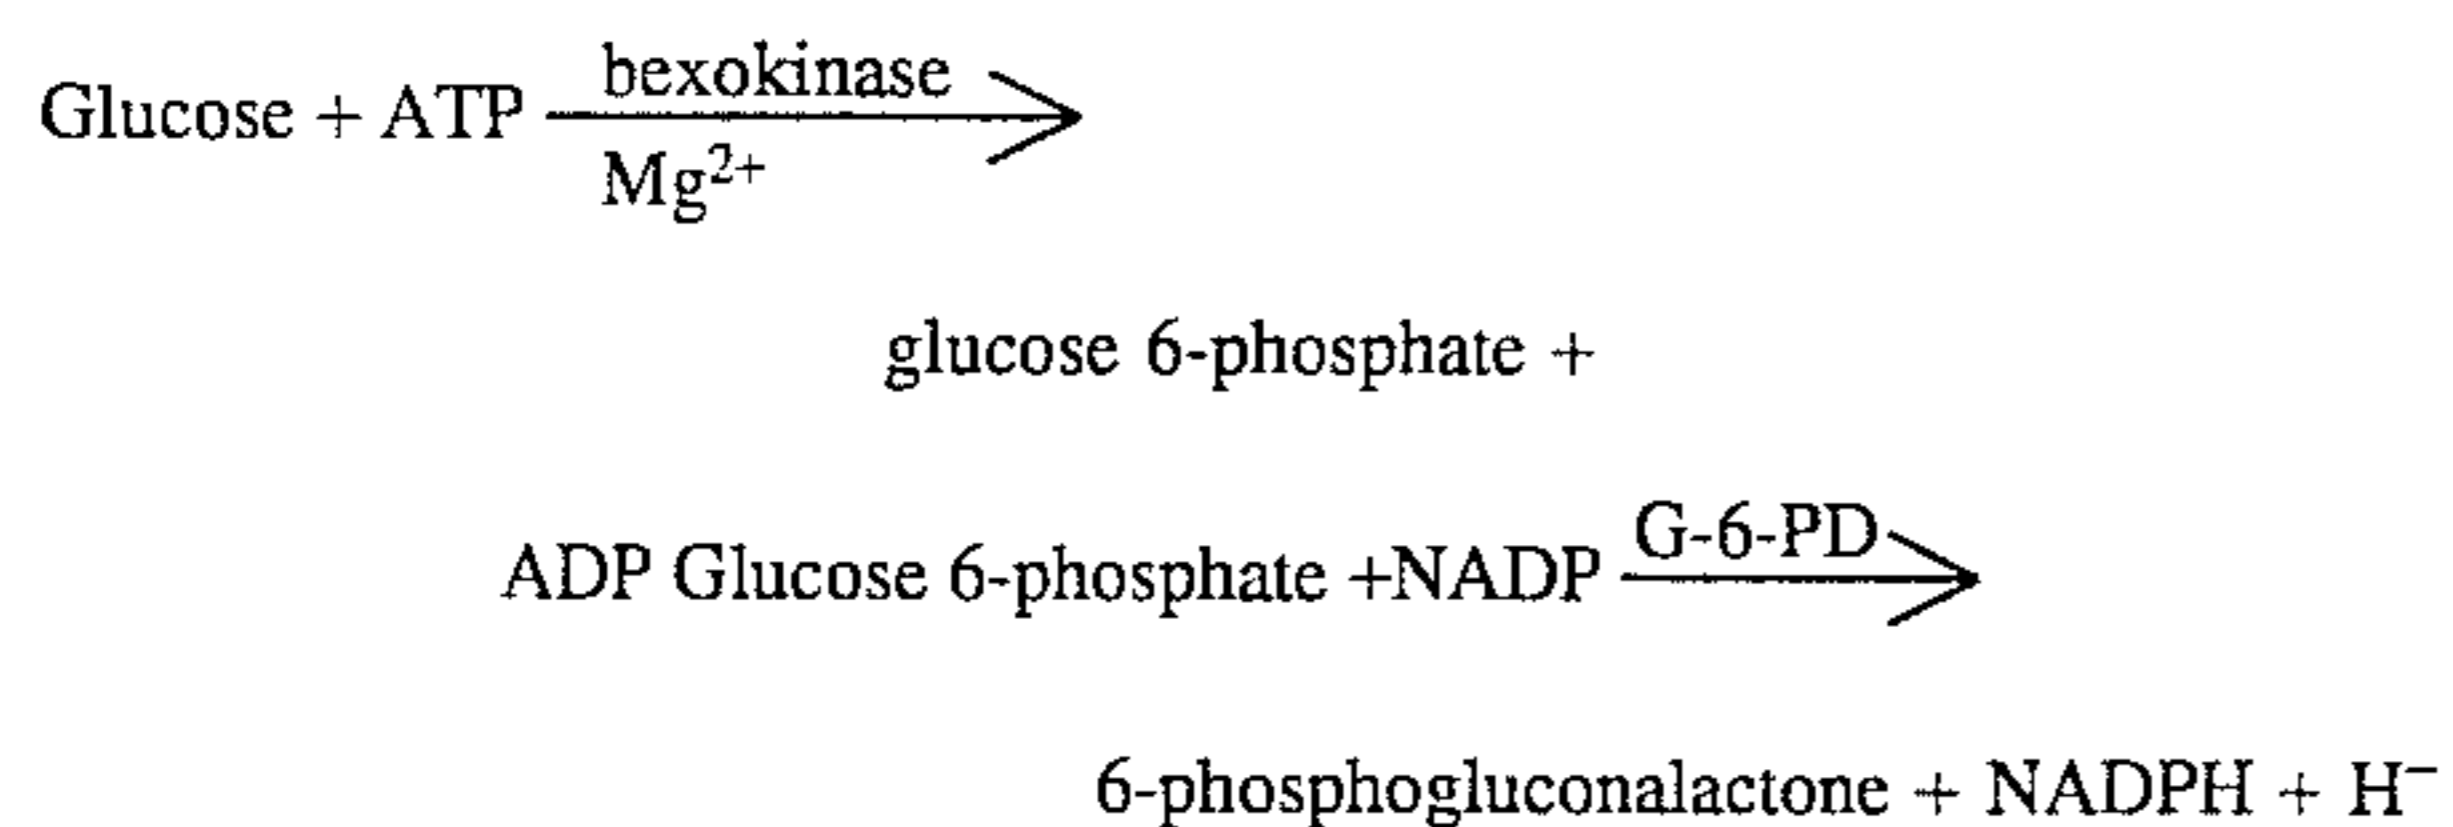 bexokinase
Glucose + ATP
Mg²⁺
glucose 6-phosphate +
G-6-PD
ADP Glucose 6-phosphate +NADP
6-phosphogluconalactone + NADPH + H⁻